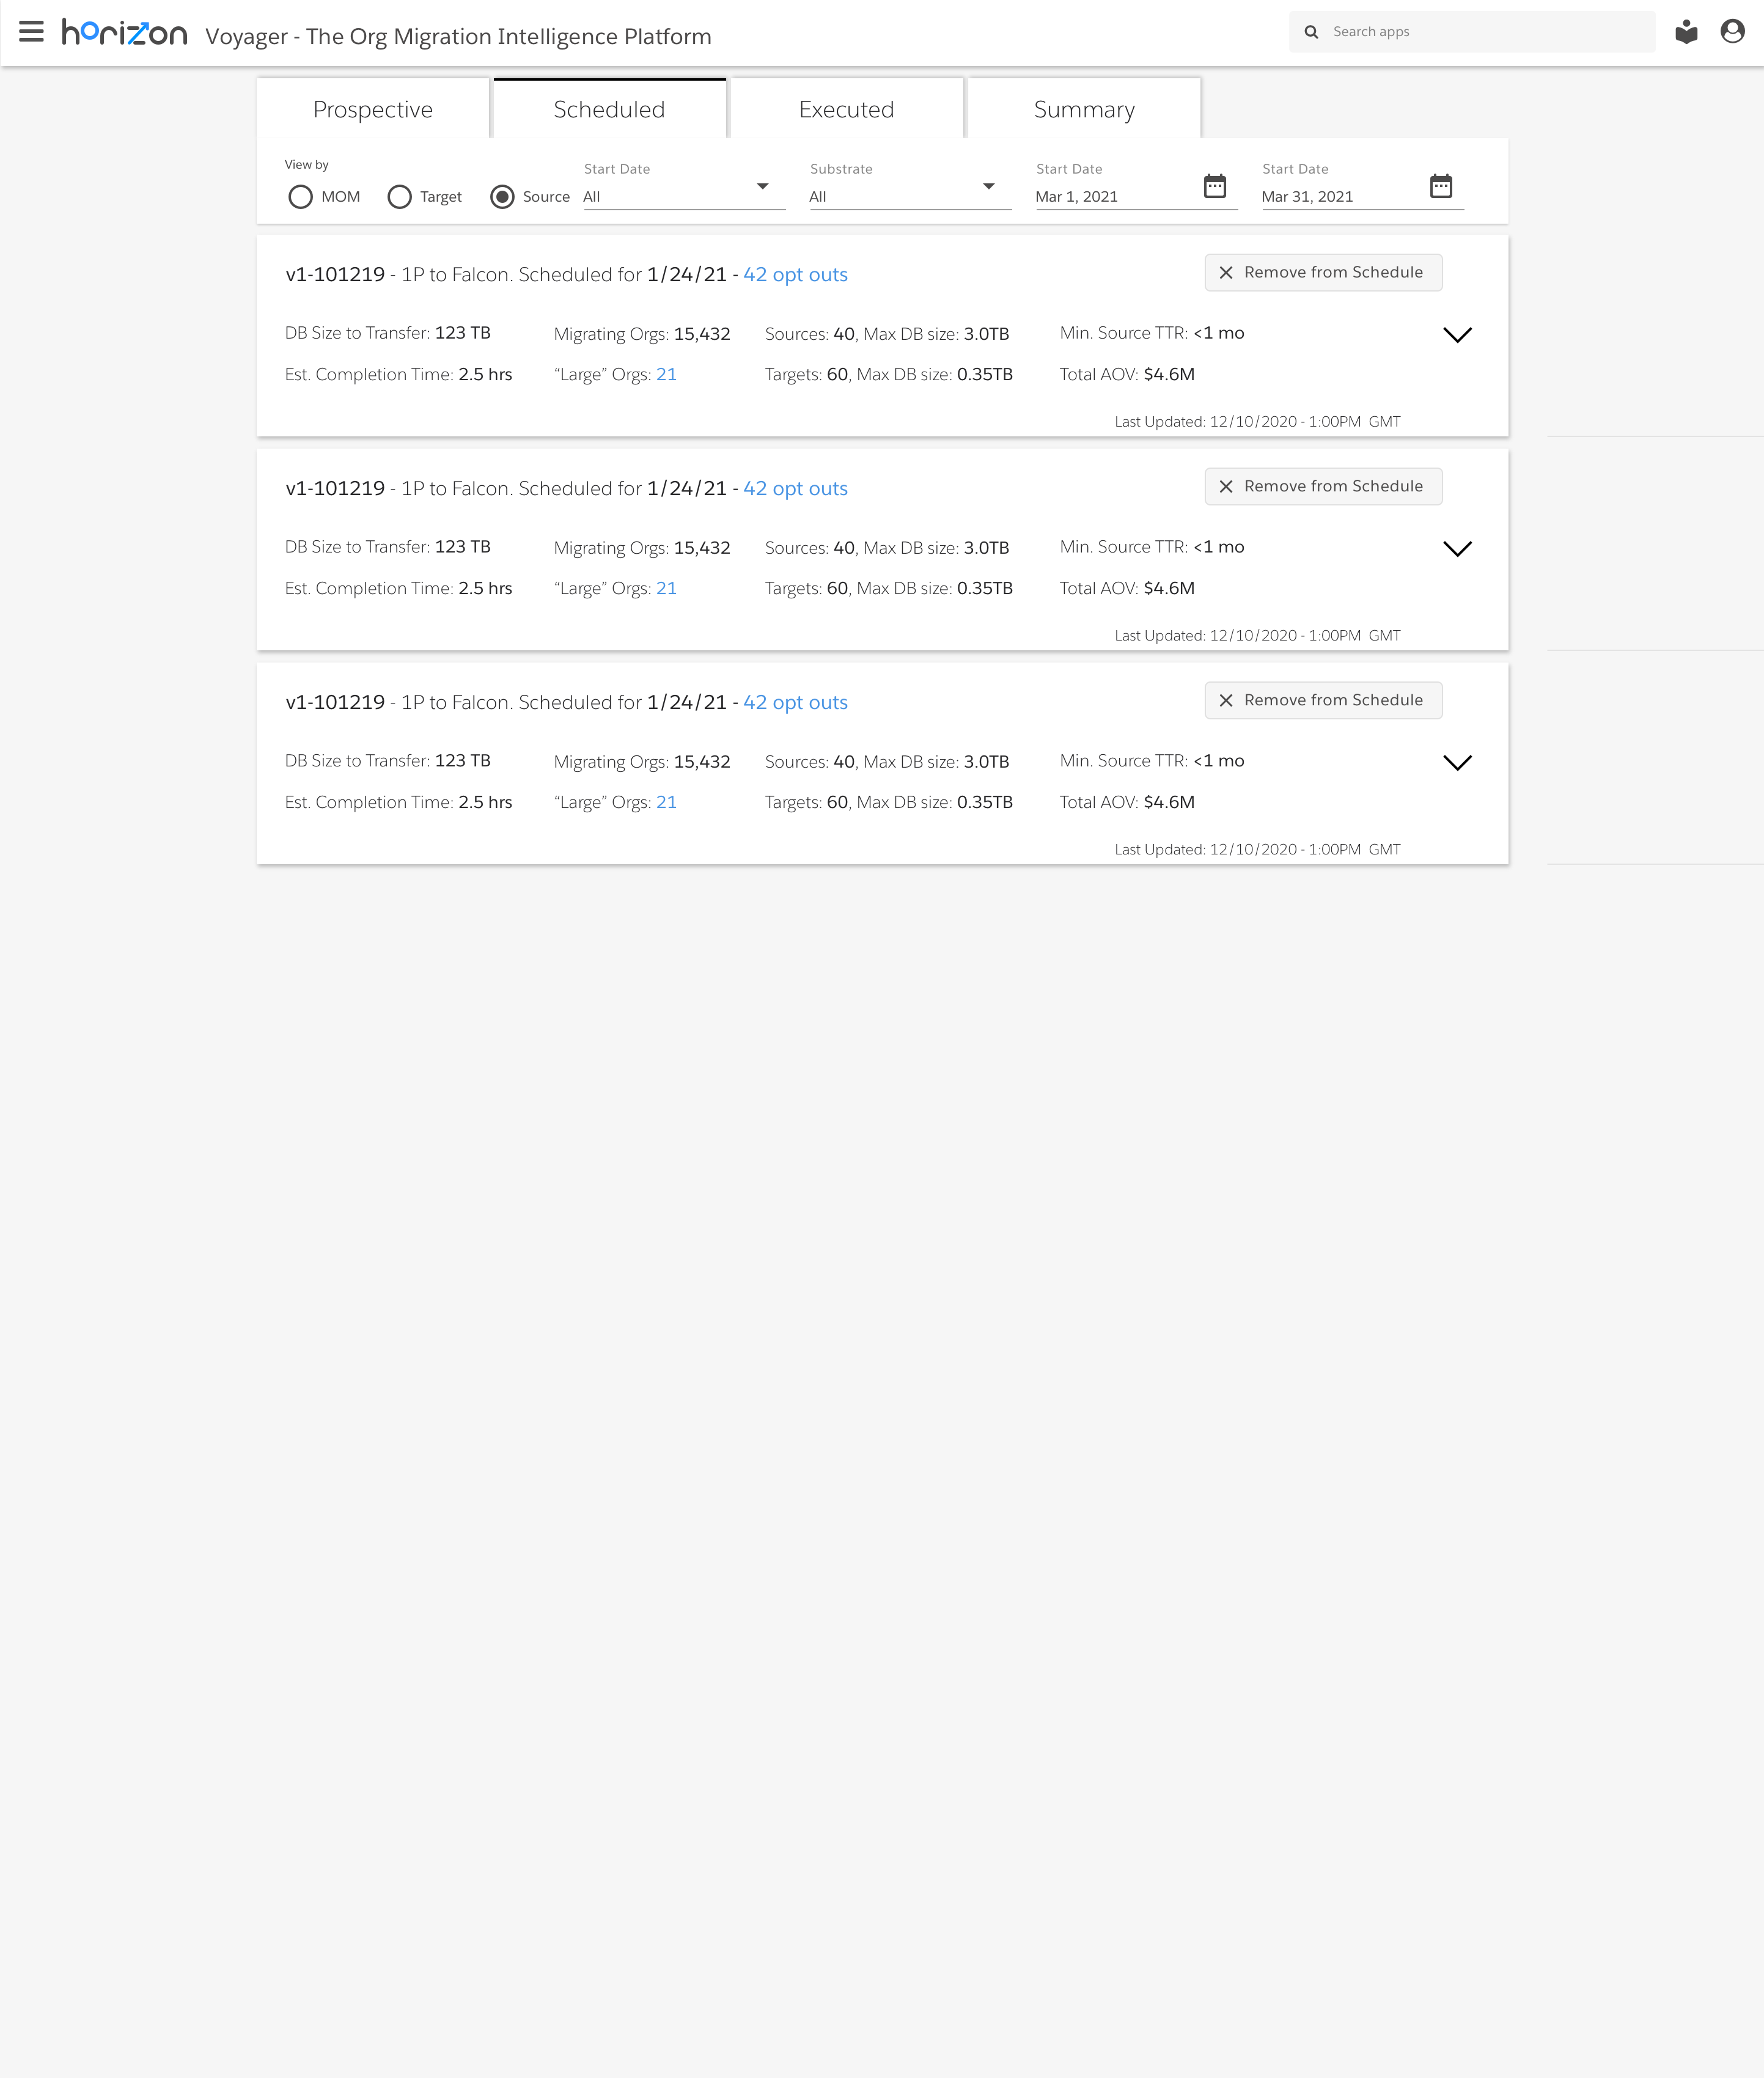 horizon Voyager - The Org Migration Intelligence Platform Search apps
Prospective Scheduled Executed Summary
View by Start Date Substrate Start Date Start Date
MOM Target Source All All Mar 1, 2021 Mar 31, 2021
v1-101219 - 1P to Falcon. Scheduled for 1/24/21 - 42 opt outs Remove from Schedule
DB Size to Transfer: 123 TB Migrating Orgs: 15,432 Sources: 40, Max DB size: 3.0TB Min. Source TTR: <1 mo
Est. Completion Time: 2.5 hrs “Large” Orgs: 21 Targets: 60, Max DB size: 0.35TB Total AOV: $4.6M
Last Updated: 12/10/2020 - 1:00PM GMT
v1-101219 - 1P to Falcon. Scheduled for 1/24/21 - 42 opt outs Remove from Schedule
DB Size to Transfer: 123 TB Migrating Orgs: 15,432 Sources: 40, Max DB size: 3.0TB Min. Source TTR: <1 mo
Est. Completion Time: 2.5 hrs “Large” Orgs: 21 Targets: 60, Max DB size: 0.35TB Total AOV: $4.6M
Last Updated: 12/10/2020 - 1:00PM GMT
v1-101219 - 1P to Falcon. Scheduled for 1/24/21 - 42 opt outs Remove from Schedule
DB Size to Transfer: 123 TB Migrating Orgs: 15,432 Sources: 40, Max DB size: 3.0TB Min. Source TTR: <1 mo
Est. Completion Time: 2.5 hrs “Large” Orgs: 21 Targets: 60, Max DB size: 0.35TB Total AOV: $4.6M
Last Updated: 12/10/2020 - 1:00PM GMT